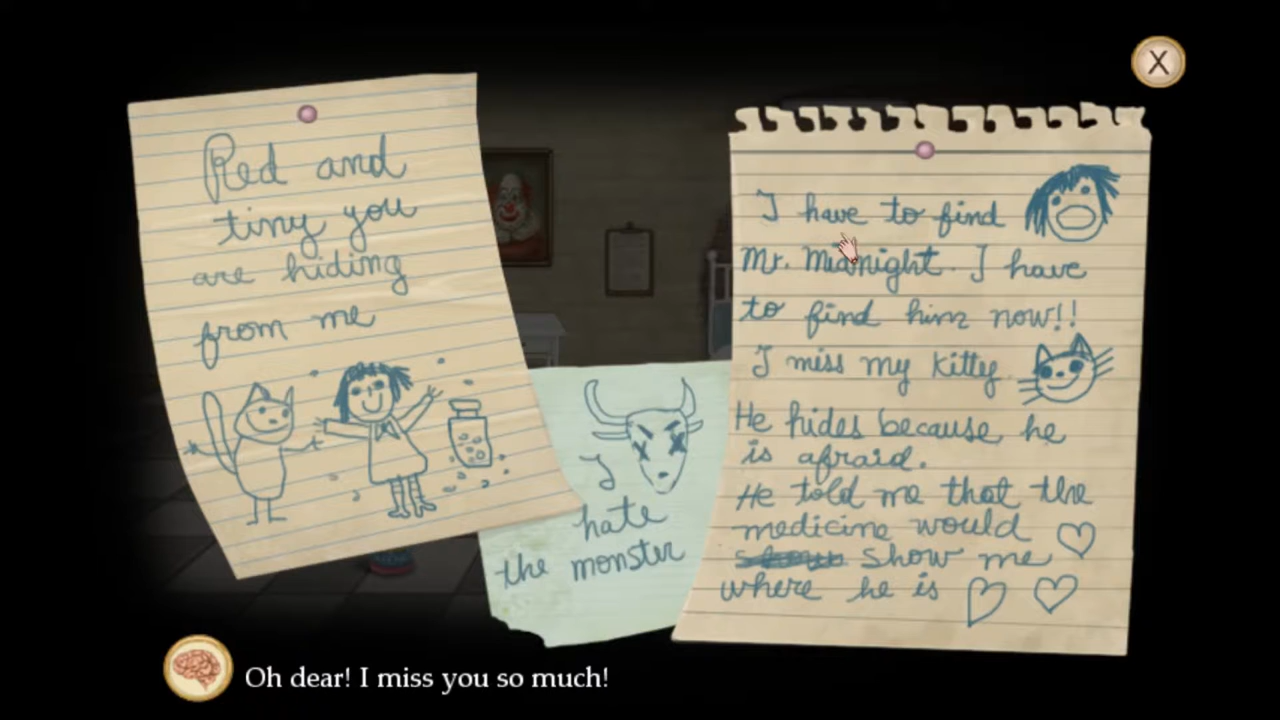 Red and
tiny you
are hiding
from me
I
hate
the monster
I have to find
Mr. Midnight. I have
to find him now!!
I miss my kitty
He hides because he
is afraid.
He told me that the
medicine would
show me
where he is
X
Oh dear! I miss you so much!